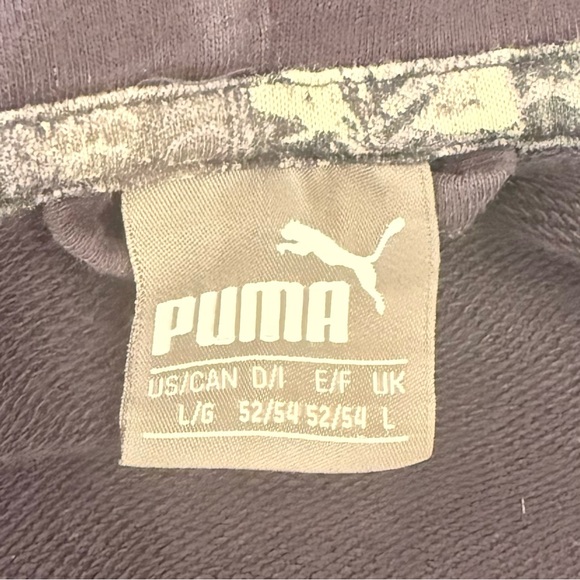 PUMA
US/CAN D/I E/F UK
L/G 52/54 52/54 L